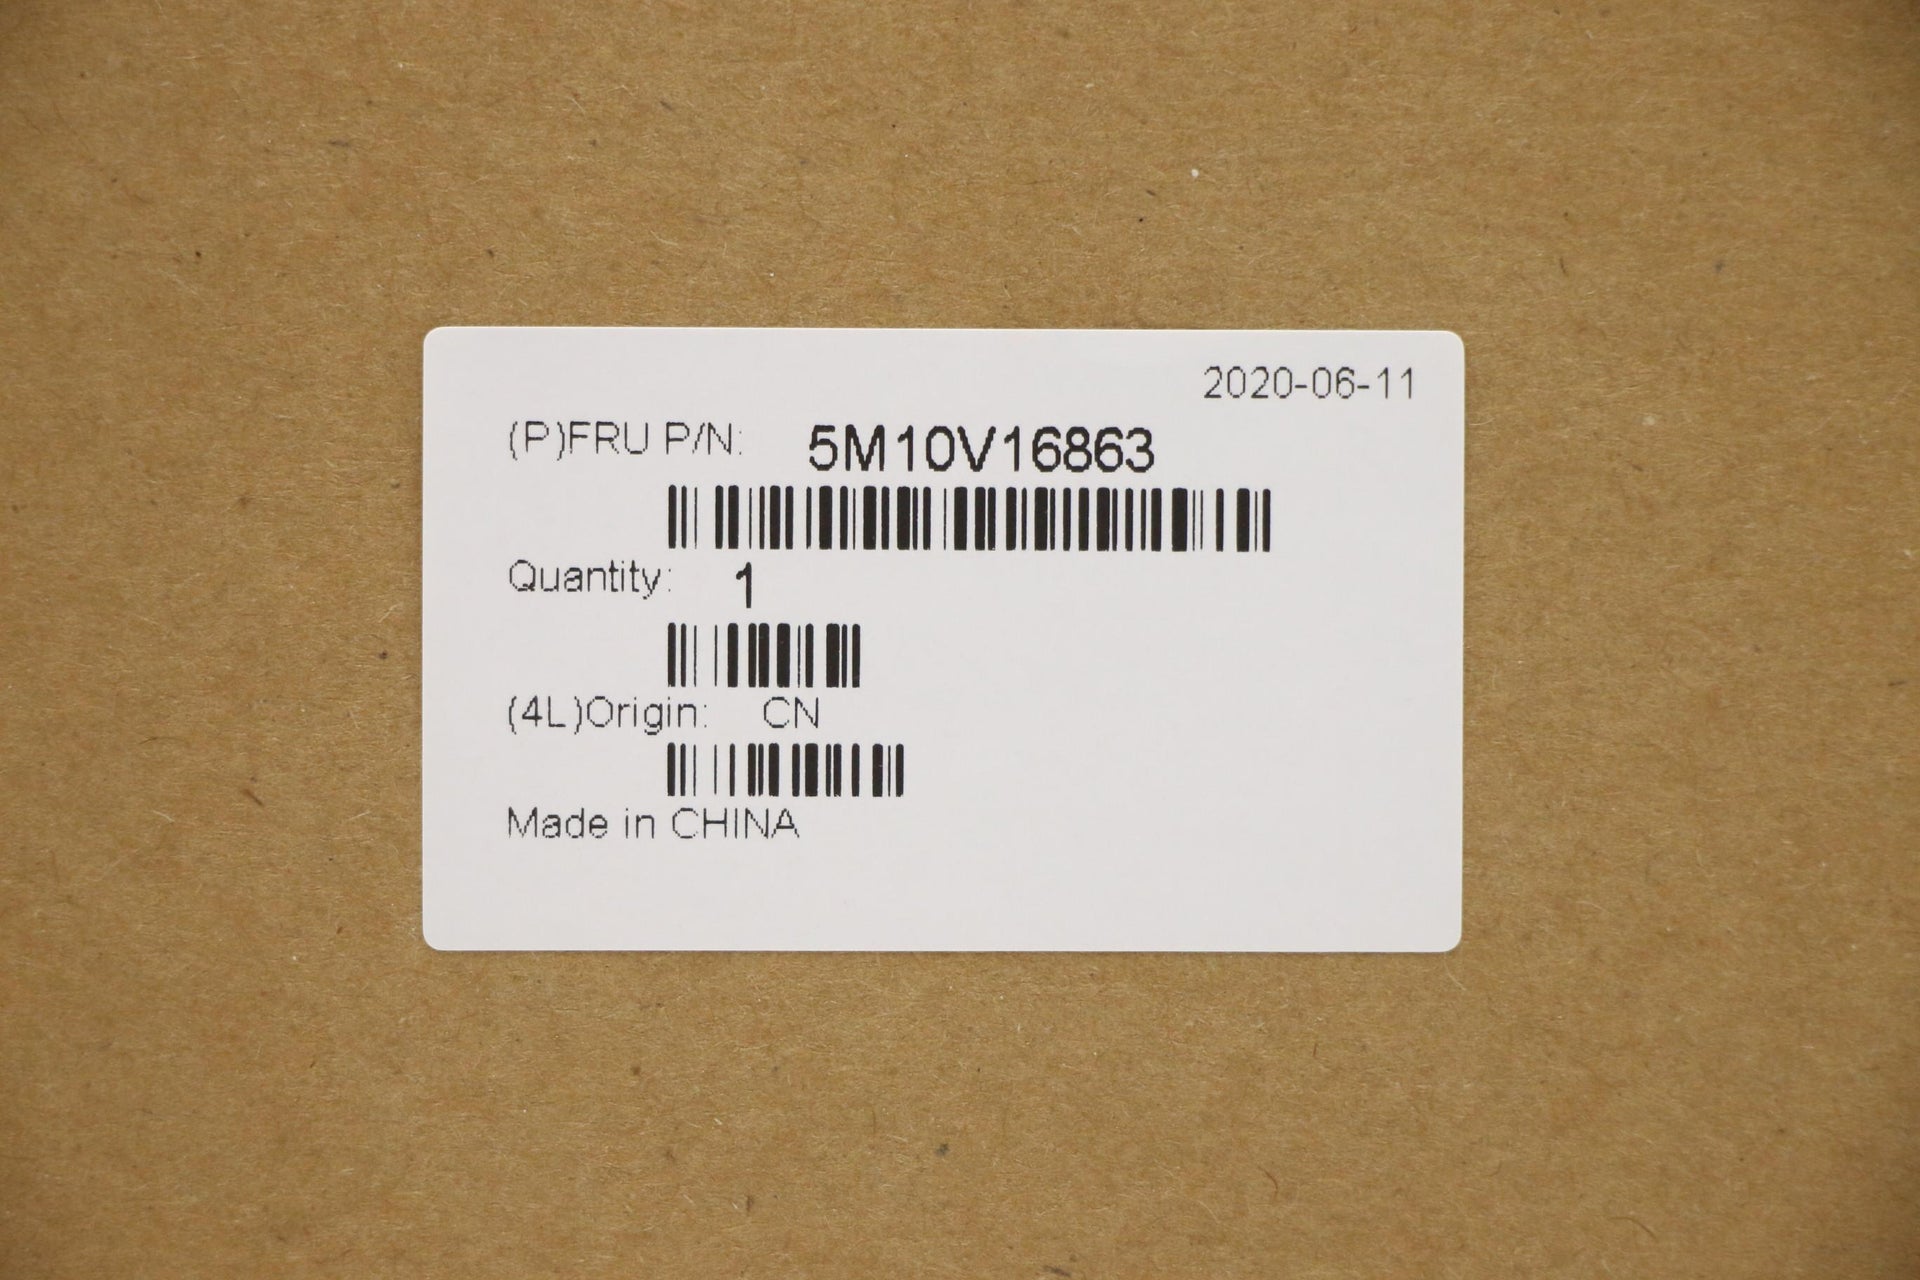 2020-06-11
(P)FRU P/N: 5M10V16863
Quantity: 1
(4L)Origin: CN
Made in CHINA